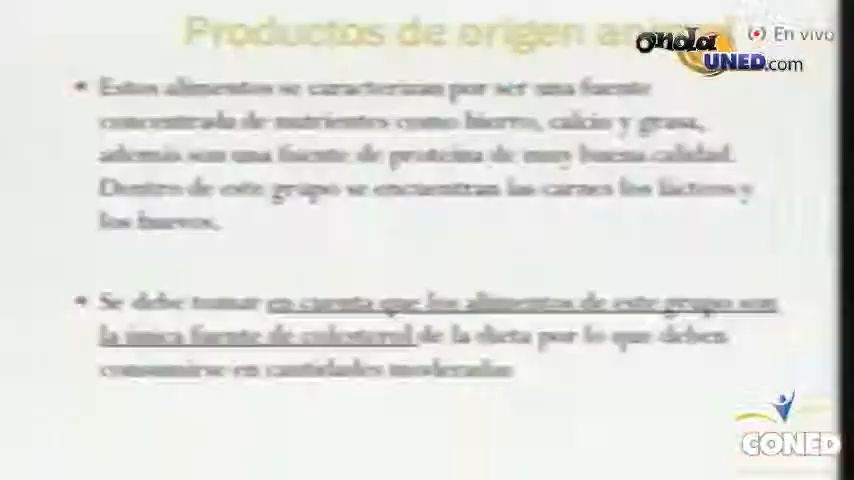 Productos de origen animal
onda
UNED.com
En vivo
• Estos alimentos se caracterizan por ser una fuente
concentrada de nutrientes como hierro, calcio y grasa,
además son una fuente de proteína de muy buena calidad.
Dentro de este grupo se encuentran las carnes los lácteos y
los huevos.
• Se debe tomar en cuenta que los alimentos de este grupo son
la única fuente de colesterol de la dieta por lo que deben
consumirse en cantidades moderadas
CONED